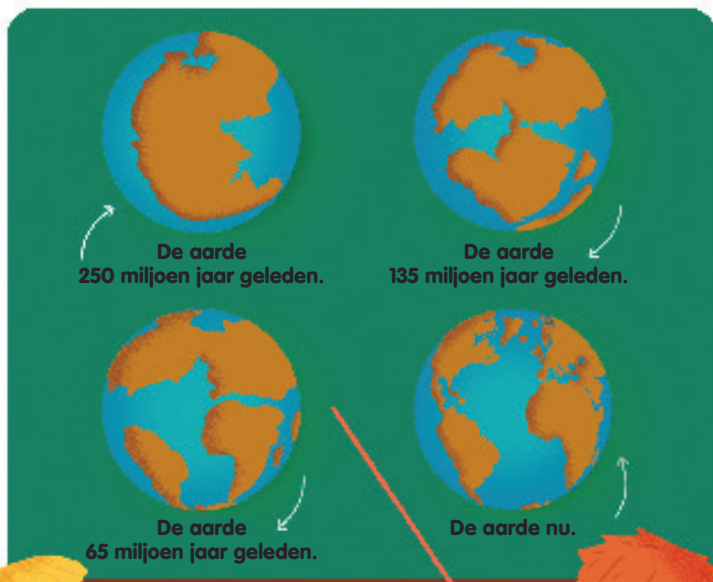 De aarde
250 miljoen jaar geleden.
De aarde
135 miljoen jaar geleden.
De aarde
65 miljoen jaar geleden.
De aarde nu.